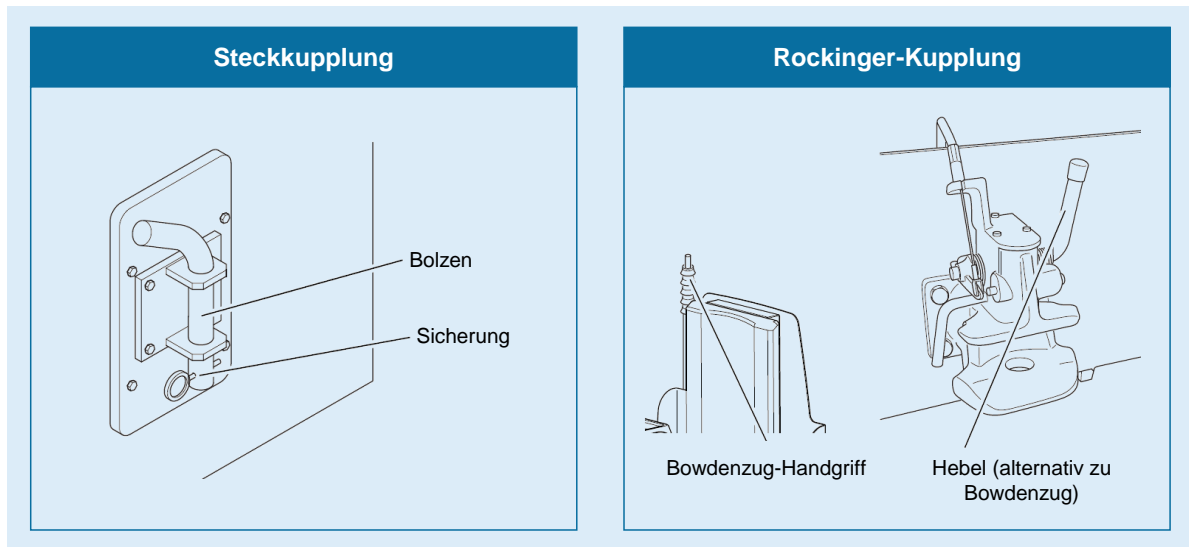 Steckkupplung
Bolzen
Sicherung
Rockinger-Kupplung
Bowdenzug-Handgriff
Hebel (alternativ zu
Bowdenzug)